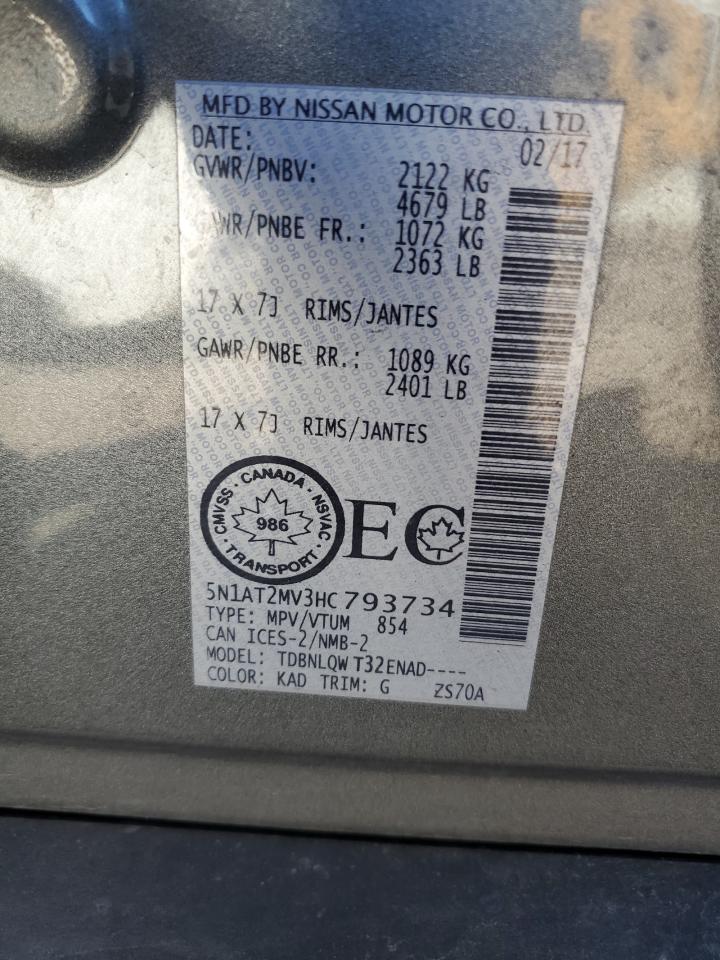 MFD BY NISSAN MOTOR CO., LTD.
DATE: 02/17
GVWR/PNBV: 2122 KG
4679 LB
GAWR/PNBE FR.: 1072 KG
2363 LB
17 X 7J RIMS/JANTES
GAWR/PNBE RR.: 1089 KG
2401 LB
17 X 7J RIMS/JANTES
CMVSS · CANADA · NSVAC · TRANSPORT ·
986
EC
5N1AT2MV3HC793734
TYPE: MPV/VTUM 854
CAN ICES-2/NMB-2
MODEL: TDBNLQW T32ENAD----
COLOR: KAD TRIM: G ZS70A